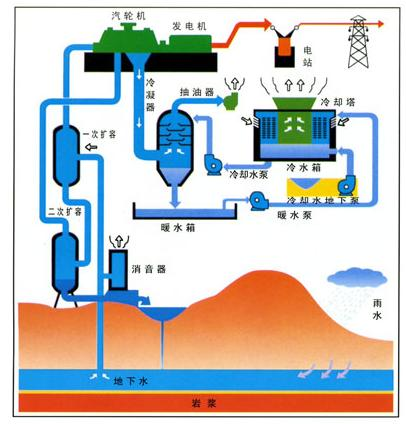 汽轮机
发电机
电站
冷凝器
抽油器
冷却塔
一次扩容
冷水箱
冷却水泵
冷却水地下泵
二次扩容
暖水箱
暖水泵
消音器
雨水
地下水
岩浆